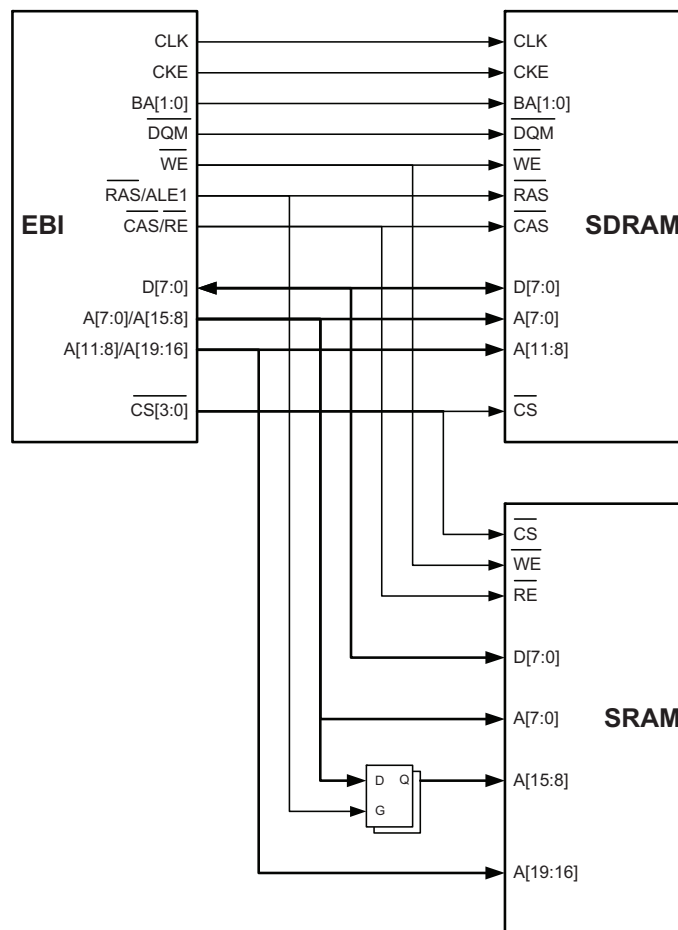 CLK
CKE
BA[1:0]
DQM
WE
RAS/ALE1
CAS/RE
EBI
D[7:0]
A[7:0]/A[15:8]
A[11:8]/A[19:16]
CS[3:0]
CLK
CKE
BA[1:0]
DQM
WE
RAS
CAS
SDRAM
D[7:0]
A[7:0]
A[11:8]
CS
CS
WE
RE
D[7:0]
A[7:0]
SRAM
D Q
G
A[15:8]
A[19:16]